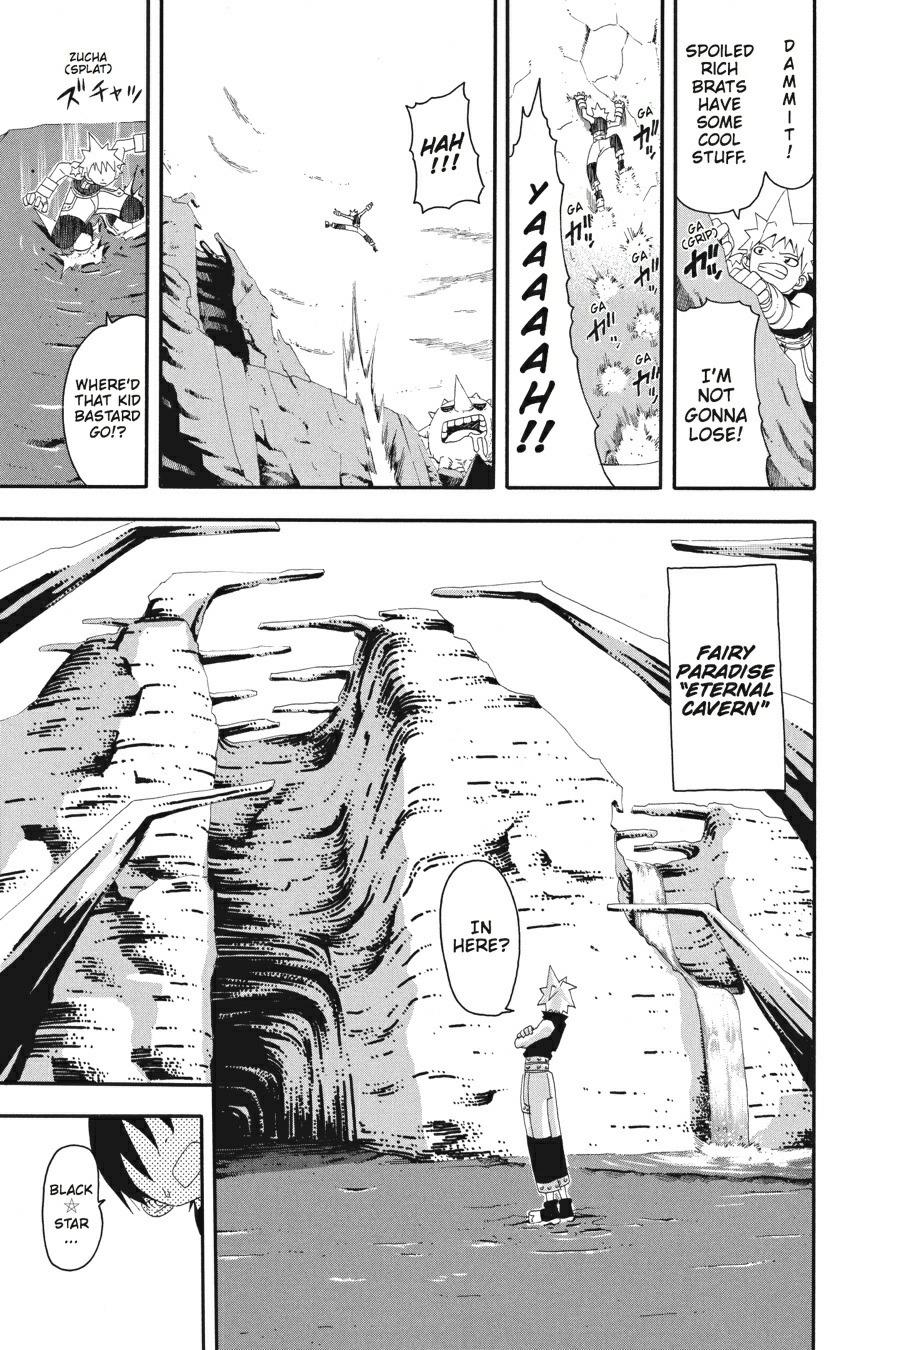 DAMMIT!
SPOILED
RICH
BRATS
HAVE
SOME
COOL
STUFF.
GA
(GRIP)
ガッ
I'M
NOT
GONNA
LOSE!
GA
ガッ
GA
ガッ
GA
ガッ
GA
ガッ
GA
ガッ
YAAAAAH!!
HAH
!!!
ZUCHA
(SPLAT)
ズチャッ
WHERE'D
THAT KID
BASTARD
GO!?
FAIRY
PARADISE
"ETERNAL
CAVERN"
IN
HERE?
BLACK
☆
STAR
...